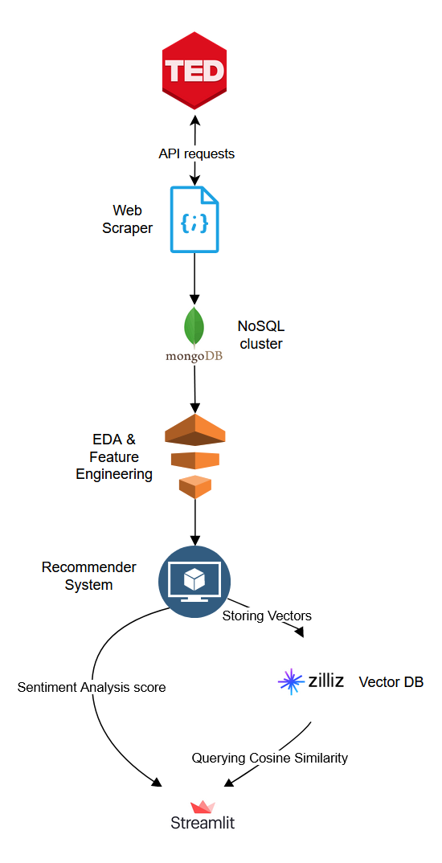 TED
API requests
Web
Scraper
{;}
mongoDB
NoSQL
cluster
EDA &
Feature
Engineering
Recommender
System
Storing Vectors
Sentiment Analysis score
zilliz
Vector DB
Querying Cosine Similarity
Streamlit